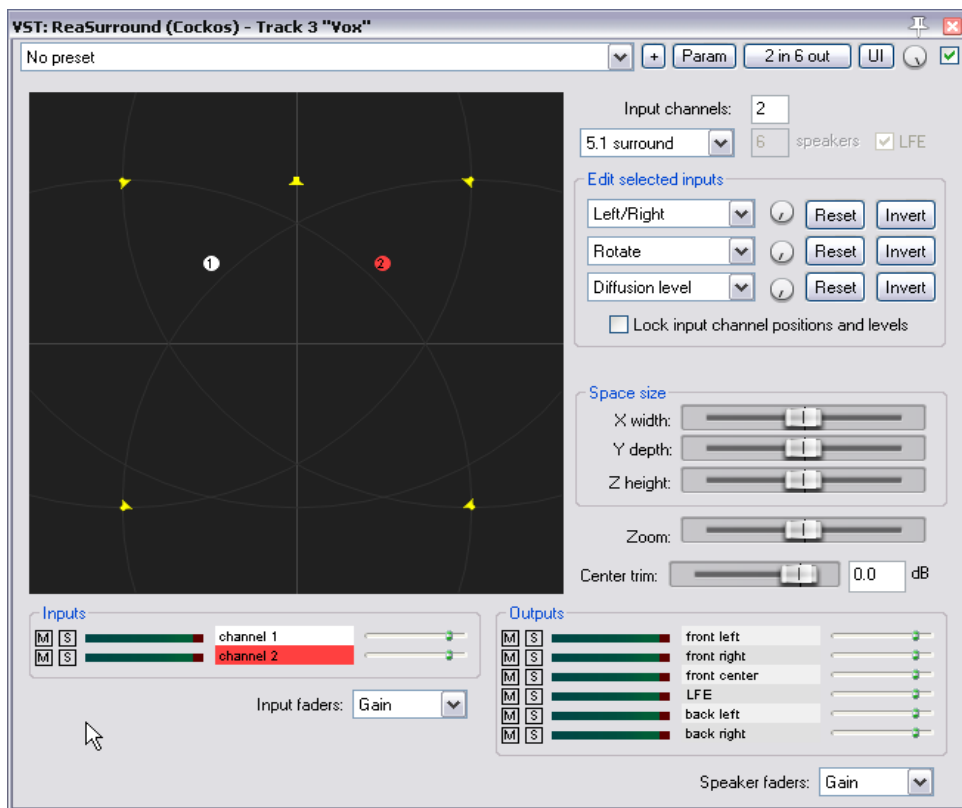 VST: ReaSurround (Cockos) - Track 3 "Vox"
No preset
+
Param
2 in 6 out
UI
Input channels: 2
5.1 surround
6 speakers
LFE
Edit selected inputs
Left/Right
Reset
Invert
Rotate
Reset
Invert
Diffusion level
Reset
Invert
Lock input channel positions and levels
1
2
Space size
X width:
Y depth:
Z height:
Zoom:
Center trim: 0.0 dB
Inputs
M S channel 1
M S channel 2
Input faders: Gain
Outputs
M S front left
M S front right
M S front center
M S LFE
M S back left
M S back right
Speaker faders: Gain